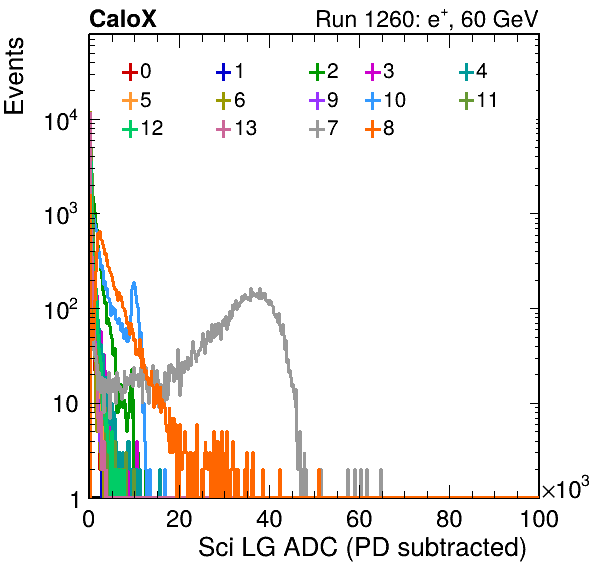 CaloX Run 1260: e⁺, 60 GeV
Events
0 1 2 3 4
5 6 9 10 11
12 13 7 8
10⁴
10³
10²
10
1
0 20 40 60 80 100
×10³
Sci LG ADC (PD subtracted)